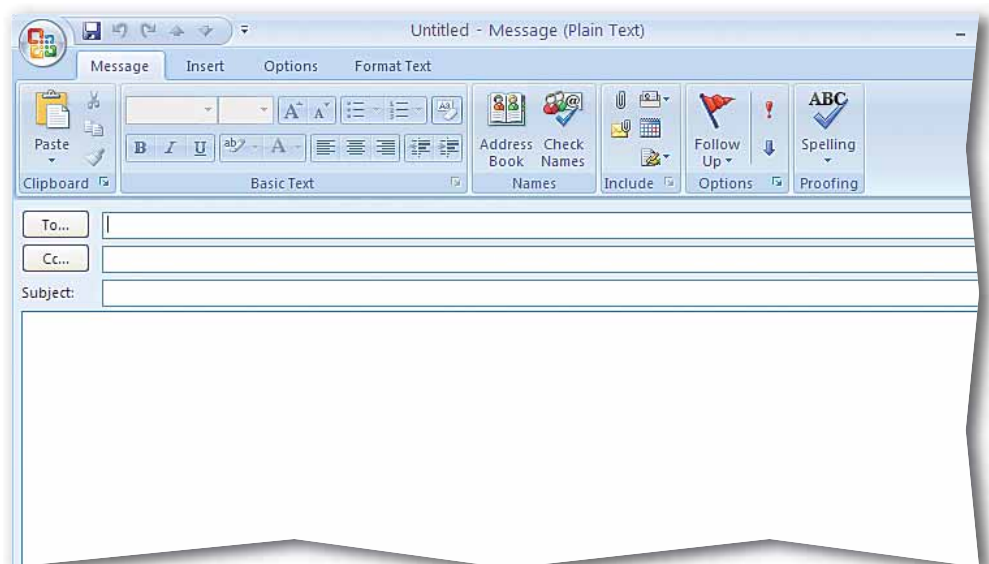 Untitled - Message (Plain Text)
Message Insert Options Format Text
Paste
Clipboard
A A
B I U ab A
Basic Text
Address Book
Check Names
Names
Include
Follow Up
Options
ABC
Spelling
Proofing
To...
Cc...
Subject: